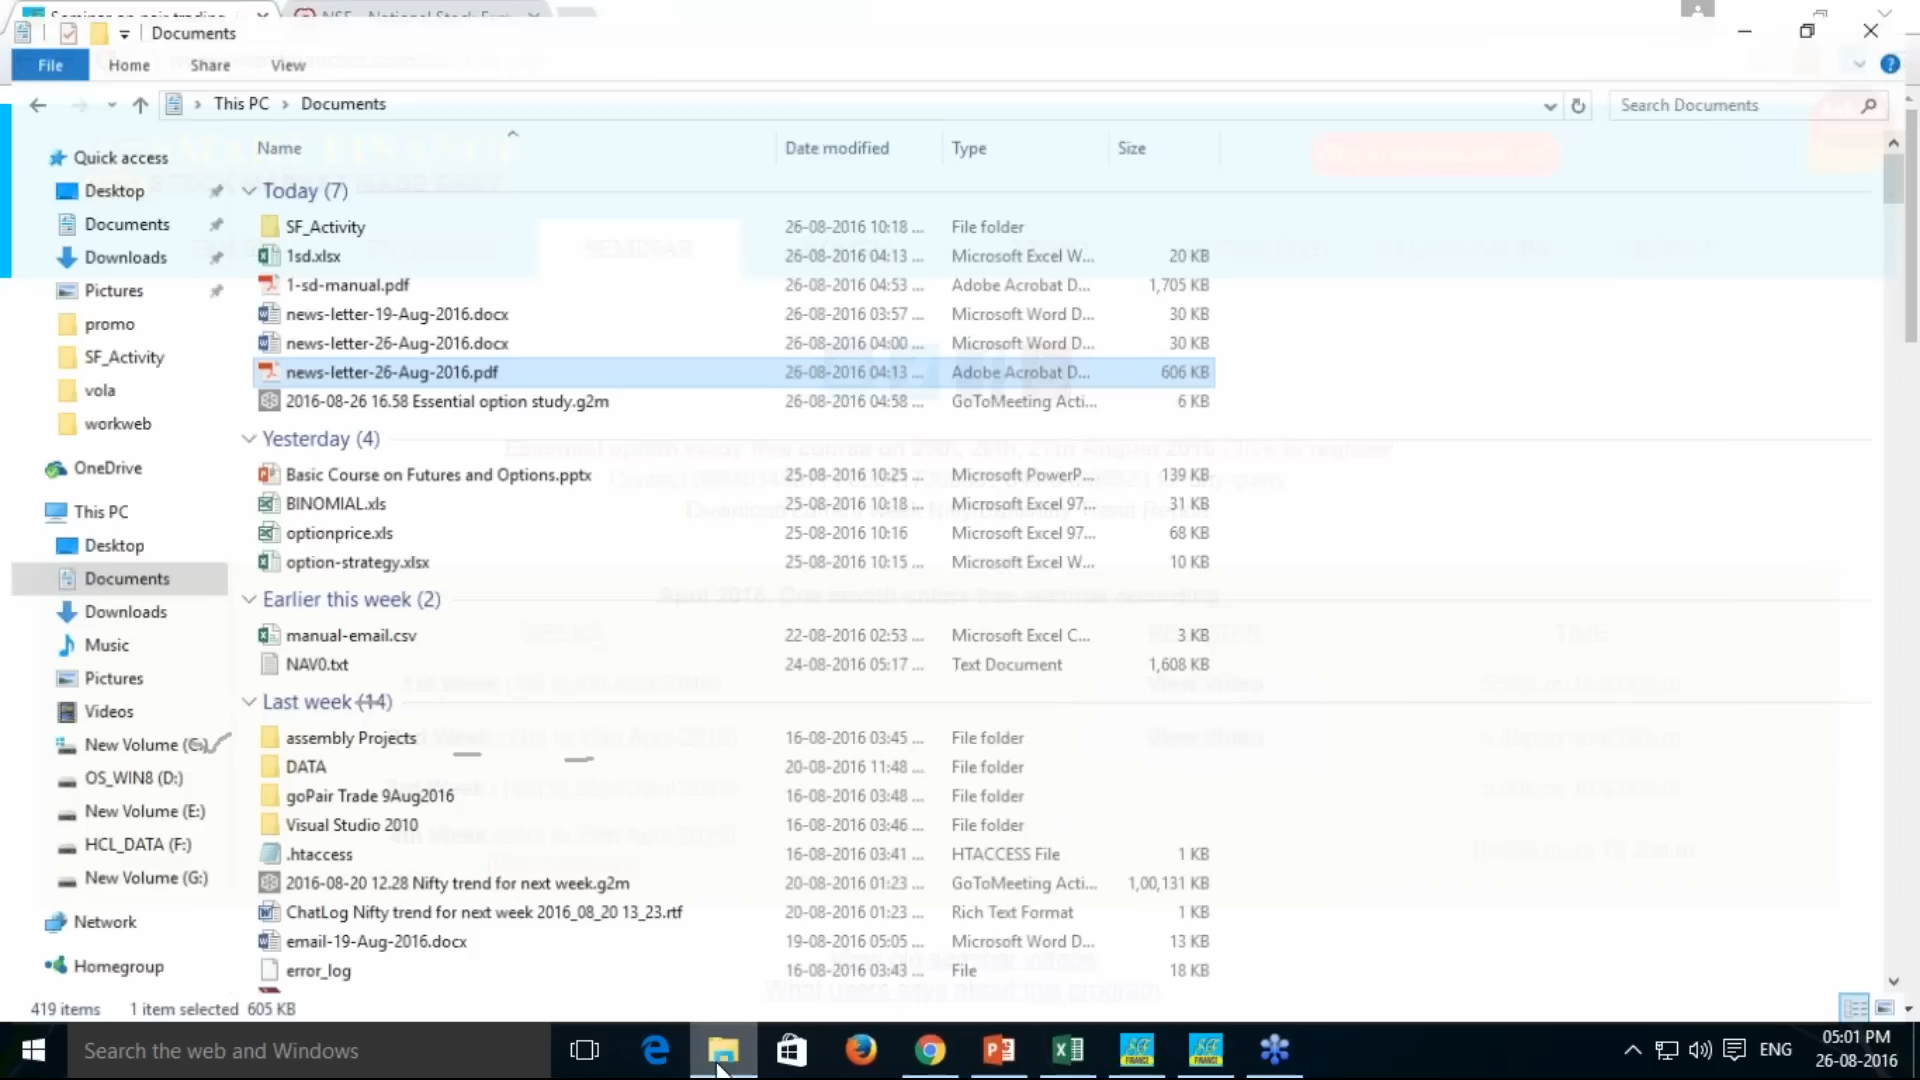 Documents
File Home Share View
This PC Documents
Search Documents
Name Date modified Type Size
Quick access
Desktop
Documents
Downloads
Pictures
promo
SF_Activity
vola
workweb
OneDrive
This PC
Desktop
Documents
Downloads
Music
Pictures
Videos
New Volume (C:)
OS_WIN8 (D:)
New Volume (E:)
HCL_DATA (F:)
New Volume (G:)
Network
Homegroup
Today (7)
SF_Activity 26-08-2016 10:18 ... File folder
1sd.xlsx 26-08-2016 04:13 ... Microsoft Excel W... 20 KB
1-sd-manual.pdf 26-08-2016 04:53 ... Adobe Acrobat D... 1,705 KB
news-letter-19-Aug-2016.docx 26-08-2016 03:57 ... Microsoft Word D... 30 KB
news-letter-26-Aug-2016.docx 26-08-2016 04:00 ... Microsoft Word D... 30 KB
news-letter-26-Aug-2016.pdf 26-08-2016 04:13 ... Adobe Acrobat D... 606 KB
2016-08-26 16.58 Essential option study.g2m 26-08-2016 04:58 ... GoToMeeting Acti... 6 KB
Yesterday (4)
Basic Course on Futures and Options.pptx 25-08-2016 10:25 ... Microsoft PowerP... 139 KB
BINOMIAL.xls 25-08-2016 10:18 ... Microsoft Excel 97... 31 KB
optionprice.xls 25-08-2016 10:16 Microsoft Excel 97... 68 KB
option-strategy.xlsx 25-08-2016 10:15 ... Microsoft Excel W... 10 KB
Earlier this week (2)
manual-email.csv 22-08-2016 02:53 ... Microsoft Excel C... 3 KB
NAV0.txt 24-08-2016 05:17 ... Text Document 1,608 KB
Last week (14)
assembly Projects 16-08-2016 03:45 ... File folder
DATA 20-08-2016 11:48 ... File folder
goPair Trade 9Aug2016 16-08-2016 03:48 ... File folder
Visual Studio 2010 16-08-2016 03:46 ... File folder
.htaccess 16-08-2016 03:41 ... HTACCESS File 1 KB
2016-08-20 12.28 Nifty trend for next week.g2m 20-08-2016 01:23 ... GoToMeeting Acti... 1,00,131 KB
ChatLog Nifty trend for next week 2016_08_20 13_23.rtf 20-08-2016 01:23 ... Rich Text Format 1 KB
email-19-Aug-2016.docx 19-08-2016 05:05 ... Microsoft Word D... 13 KB
error_log 16-08-2016 03:43 ... File 18 KB
419 items 1 item selected 605 KB
Search the web and Windows
ENG
05:01 PM
26-08-2016